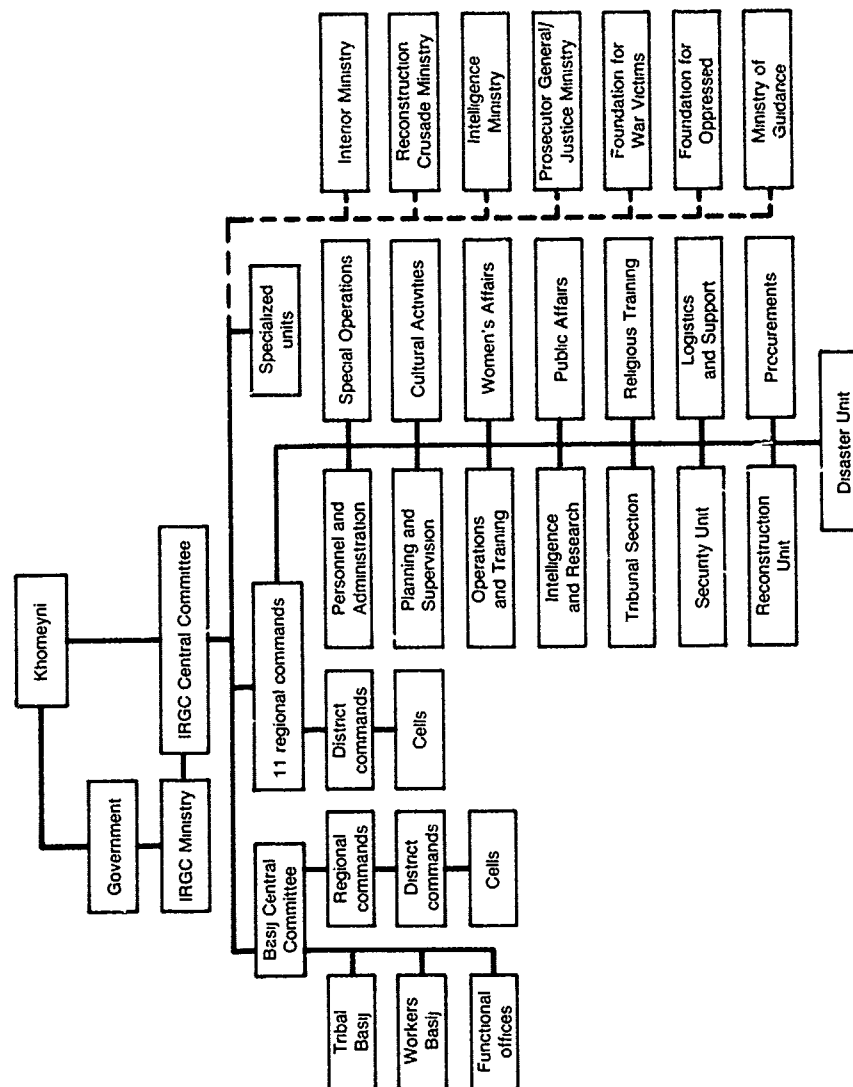 Khomeyni
Government
IRGC Ministry
IRGC Central Committee
Basij Central
Committee
11 regional commands
Specialized
units
Tribal
Basij
Workers
Basij
Functional
offices
Regional
commands
District
commands
Cells
District
commands
Cells
Personnel and
Administration
Planning and
Supervision
Operations
and Training
Intelligence
and Research
Tribunal Section
Security Unit
Reconstruction
Unit
Special Operations
Cultural Activities
Women's Affairs
Public Affairs
Religious Training
Logistics
and Support
Procurements
Disaster Unit
Interior Ministry
Reconstruction
Crusade Ministry
Intelligence
Ministry
Prosecutor General/
Justice Ministry
Foundation for
War Victims
Foundation for
Oppressed
Ministry of
Guidance